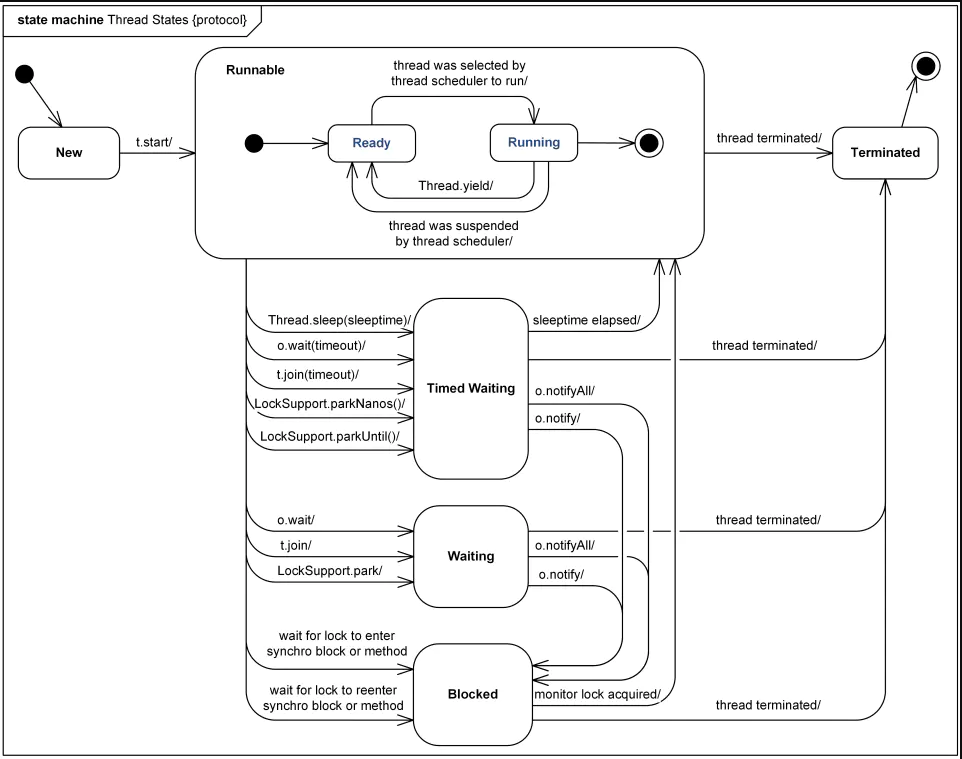 state machine Thread States {protocol}
Runnable
thread was selected by
thread scheduler to run/
New
t.start/
Ready
Running
thread terminated/
Terminated
Thread.yield/
thread was suspended
by thread scheduler/
Thread.sleep(sleeptime)/
sleeptime elapsed/
o.wait(timeout)/
thread terminated/
t.join(timeout)/
Timed Waiting
o.notifyAll/
LockSupport.parkNanos()/
o.notify/
LockSupport.parkUntil()/
o.wait/
thread terminated/
t.join/
Waiting
o.notifyAll/
LockSupport.park/
o.notify/
wait for lock to enter
synchro block or method
Blocked
wait for lock to reenter
synchro block or method
monitor lock acquired/
thread terminated/